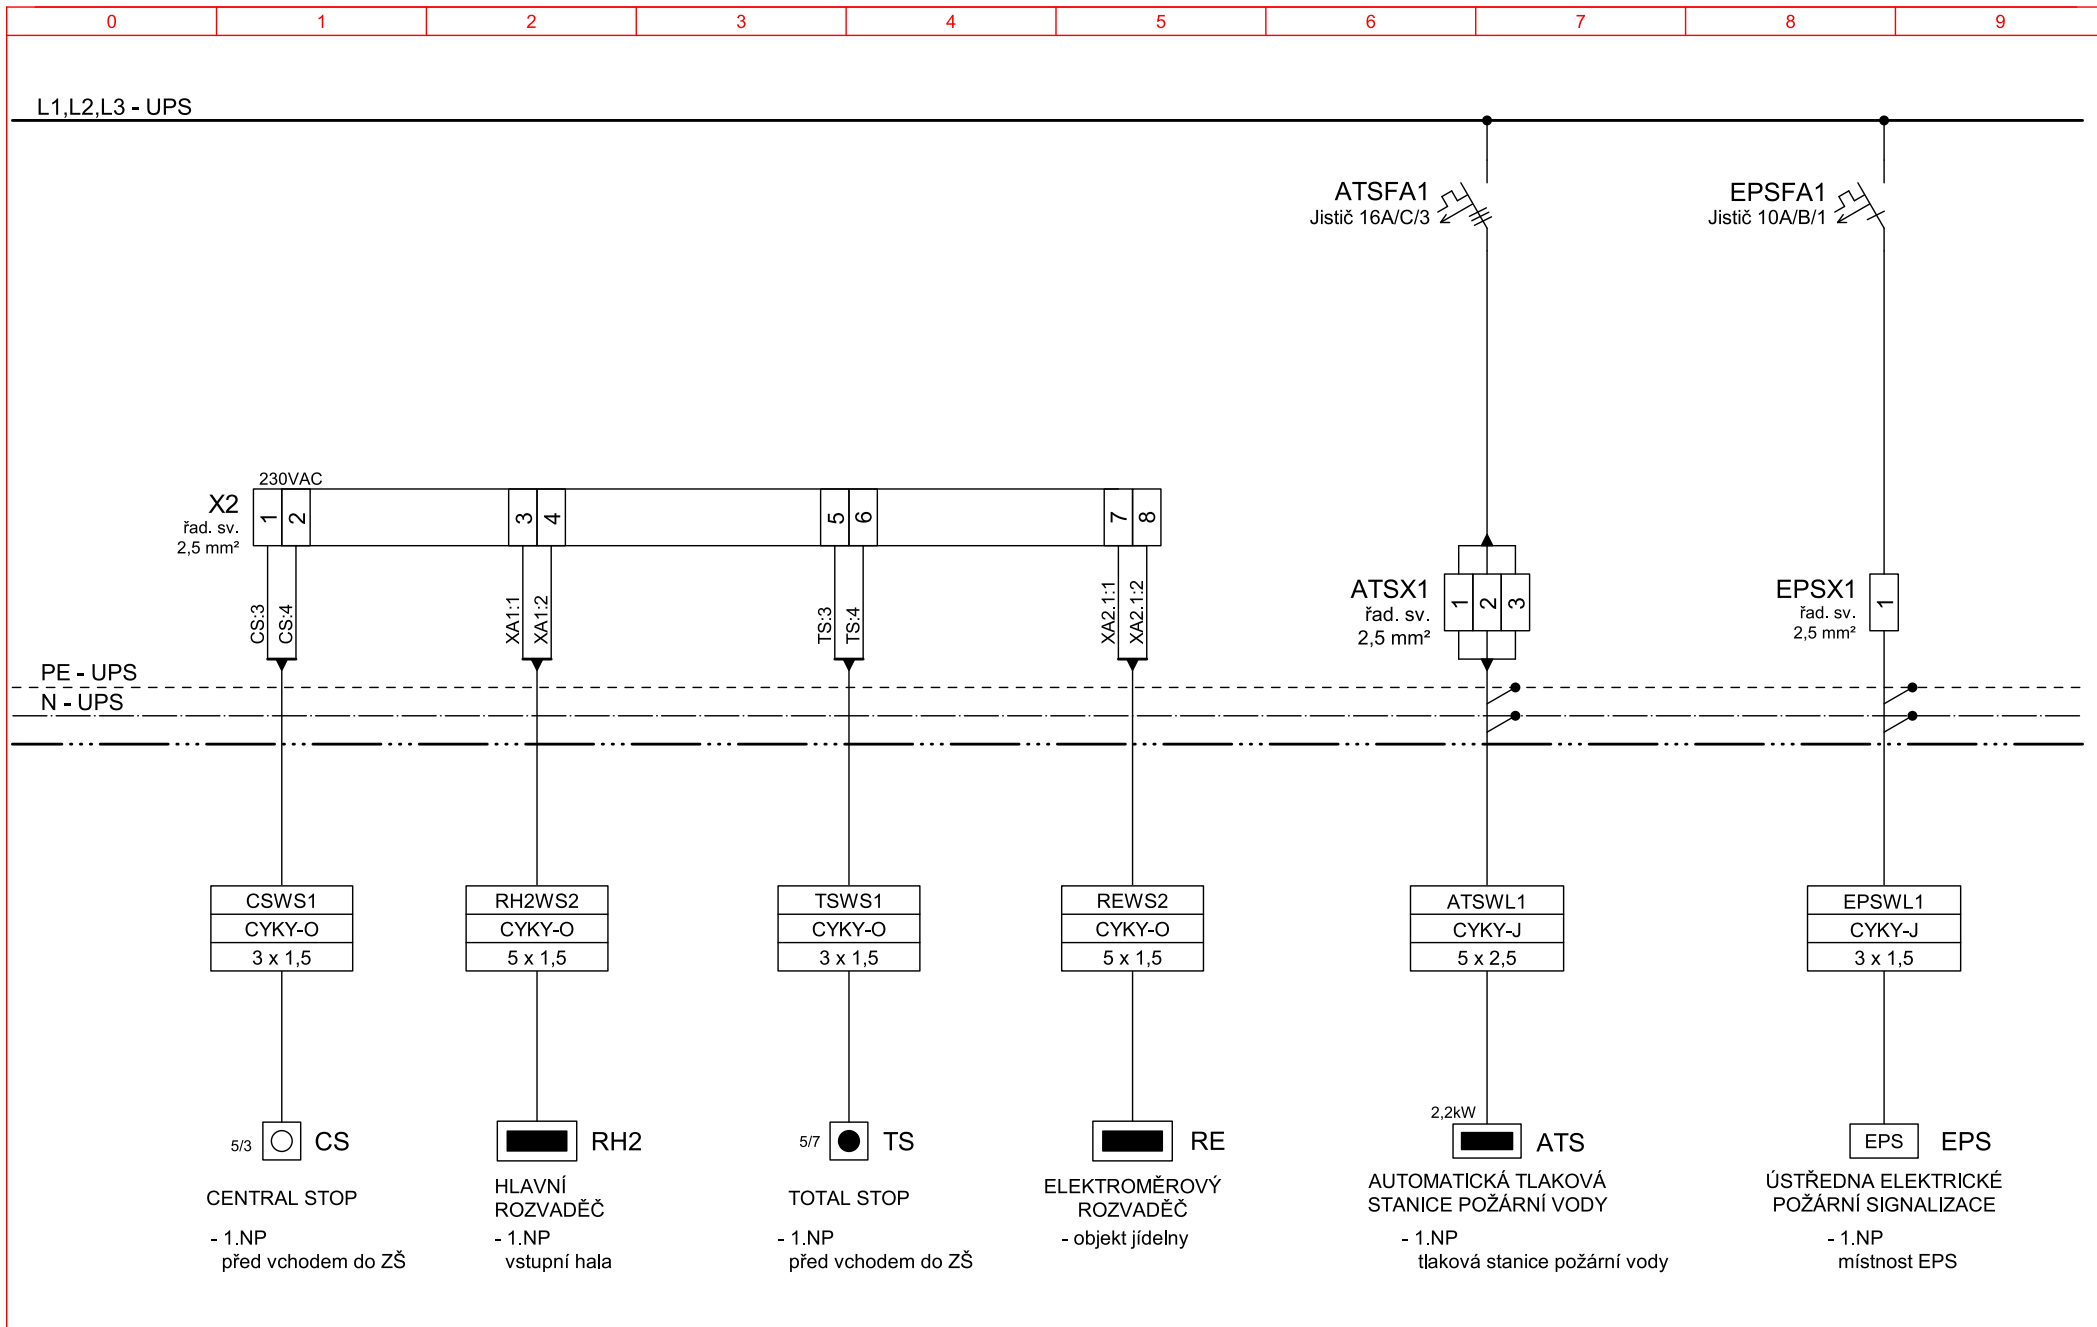 0 1 2 3 4 5 6 7 8 9
L1,L2,L3 - UPS
ATSFA1
Jistič 16A/C/3
EPSFA1
Jistič 10A/B/1
230VAC
X2
řad. sv.
2,5 mm²
1 2 3 4 5 6 7 8
CS:3
CS:4
XA1:1
XA1:2
TS:3
TS:4
XA2.1:1
XA2.1:2
ATSX1
řad. sv.
2,5 mm²
1 2 3
EPSX1
řad. sv.
2,5 mm²
1
PE - UPS
N - UPS
CSWS1
CYKY-O
3 x 1,5
RH2WS2
CYKY-O
5 x 1,5
TSWS1
CYKY-O
3 x 1,5
REWS2
CYKY-O
5 x 1,5
ATSWL1
CYKY-J
5 x 2,5
EPSWL1
CYKY-J
3 x 1,5
5/3 CS
CENTRAL STOP
- 1.NP
před vchodem do ZŠ
RH2
HLAVNÍ
ROZVADĚČ
- 1.NP
vstupní hala
5/7 TS
TOTAL STOP
- 1.NP
před vchodem do ZŠ
RE
ELEKTROMĚROVÝ
ROZVADĚČ
- objekt jídelny
2,2kW
ATS
AUTOMATICKÁ TLAKOVÁ
STANICE POŽÁRNÍ VODY
- 1.NP
tlaková stanice požární vody
EPS EPS
ÚSTŘEDNA ELEKTRICKÉ
POŽÁRNÍ SIGNALIZACE
- 1.NP
místnost EPS